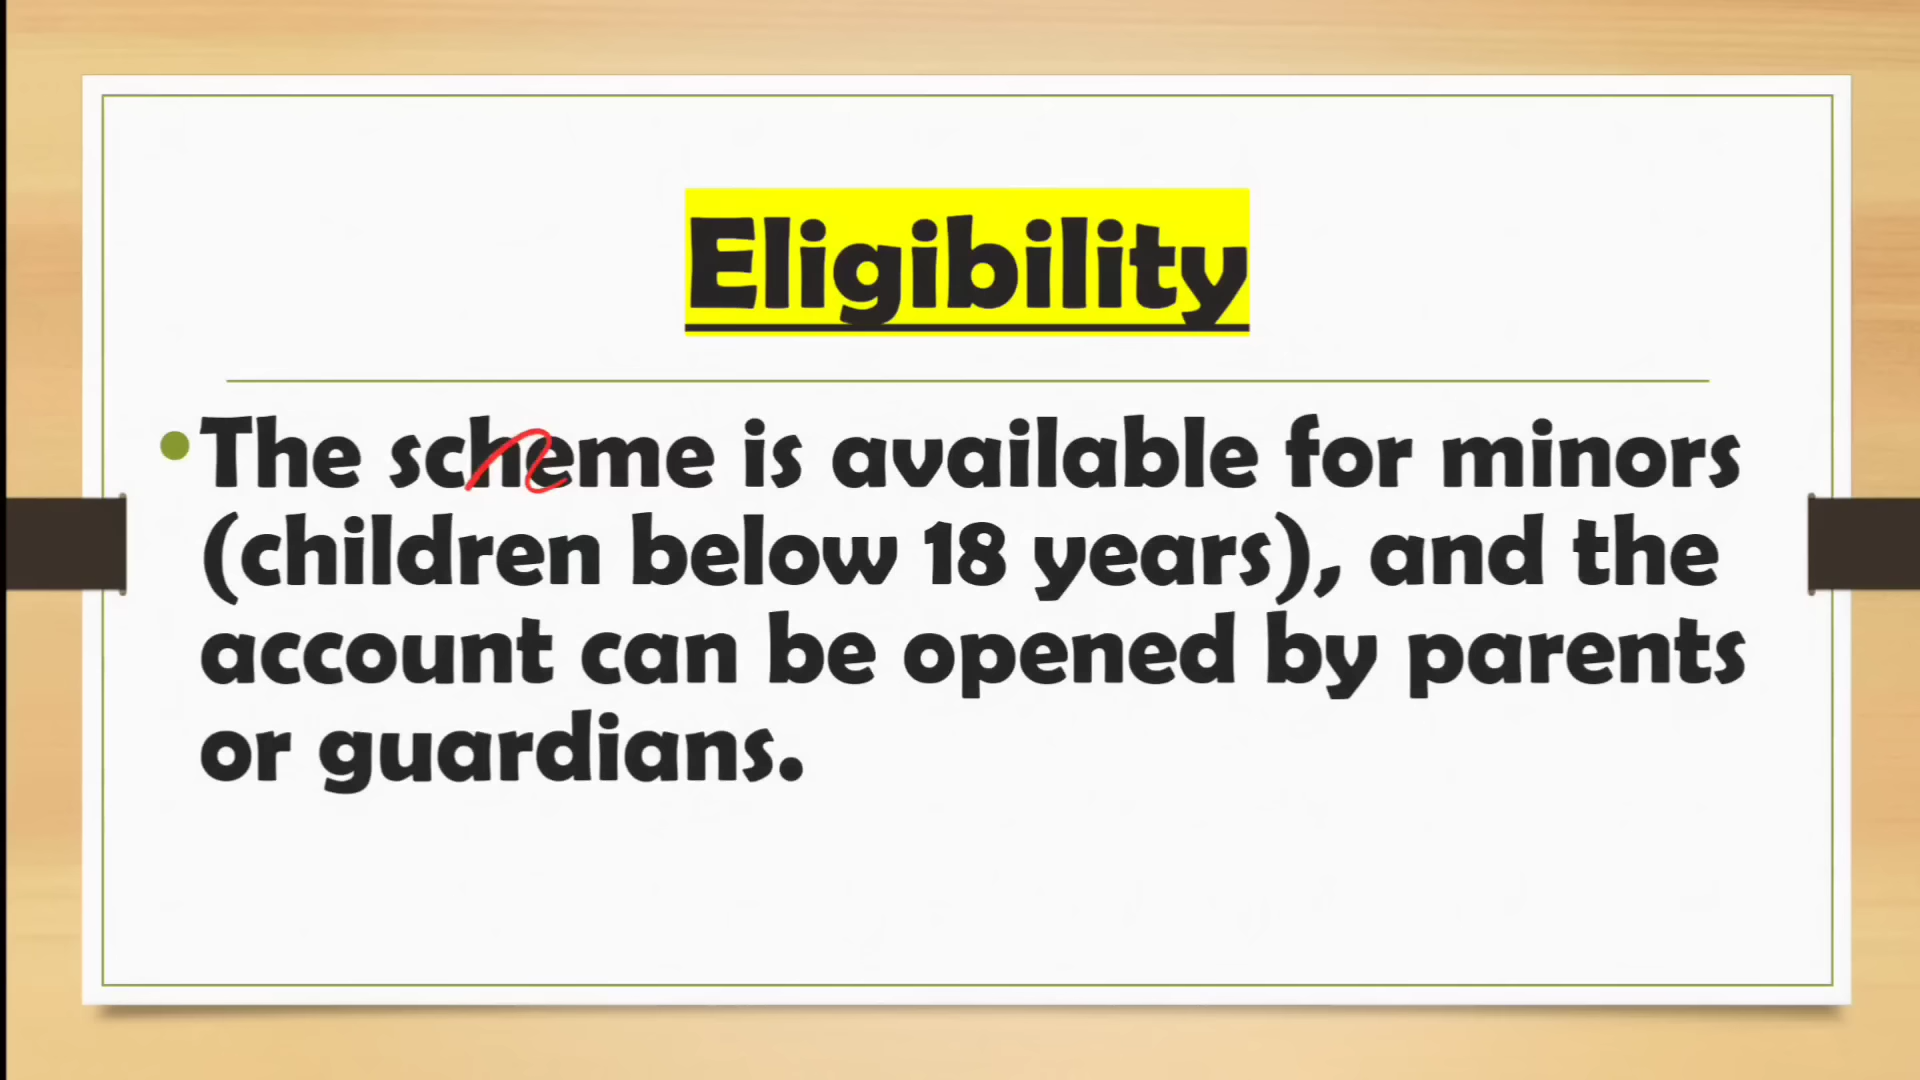 Eligibility
• The scheme is available for minors
(children below 18 years), and the
account can be opened by parents
or guardians.